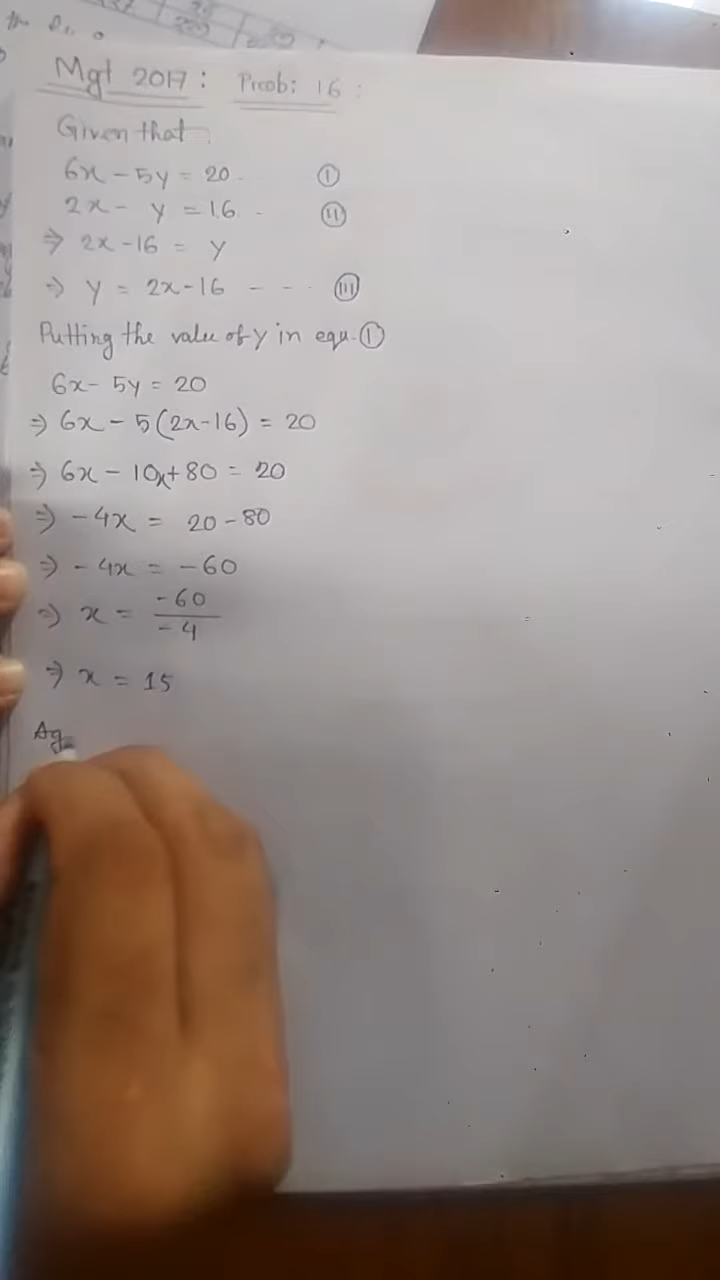 Mgt 2017: Prob: 16:
Given that,
6x - 5y = 20 (I)
2x - y = 16 - (II)
⇒ 2x - 16 = y
⇒ y = 2x - 16 - - - (III)
Putting the value of y in equ. (I)
6x - 5y = 20
⇒ 6x - 5(2x - 16) = 20
⇒ 6x - 10x + 80 = 20
⇒ -4x = 20 - 80
⇒ -4x = -60
⇒ x = -60 / -4
⇒ x = 15
Ag